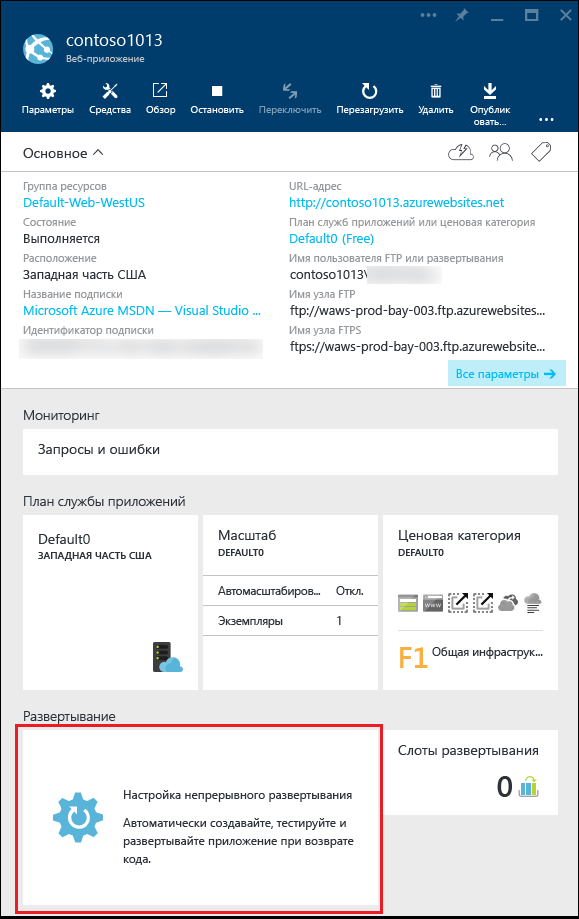 contoso1013
Веб-приложение
Параметры
Средства
Обзор
Остановить
Переключить
Перезагрузить
Удалить
Опублик
овать...
Основное
Группа ресурсов
Default-Web-WestUS
Состояние
Выполняется
Расположение
Западная часть США
Название подписки
Microsoft Azure MSDN — Visual Studio ...
Идентификатор подписки
URL-адрес
http://contoso1013.azurewebsites.net
План служб приложений или ценовая категория
Default0 (Free)
Имя пользователя FTP или развертывания
contoso1013\
Имя узла FTP
ftp://waws-prod-bay-003.ftp.azurewebsites...
Имя узла FTPS
ftps://waws-prod-bay-003.ftp.azurewebsite...
Все параметры →
Мониторинг
Запросы и ошибки
План службы приложений
Default0
ЗАПАДНАЯ ЧАСТЬ США
Масштаб
DEFAULT0
Автомасштабиров... Откл.
Экземпляры 1
Ценовая категория
DEFAULT0
WWW
F1 Общая инфраструк...
Развертывание
Настройка непрерывного развертывания
Автоматически создавайте, тестируйте и
развертывайте приложение при возврате
кода.
Слоты развертывания
0